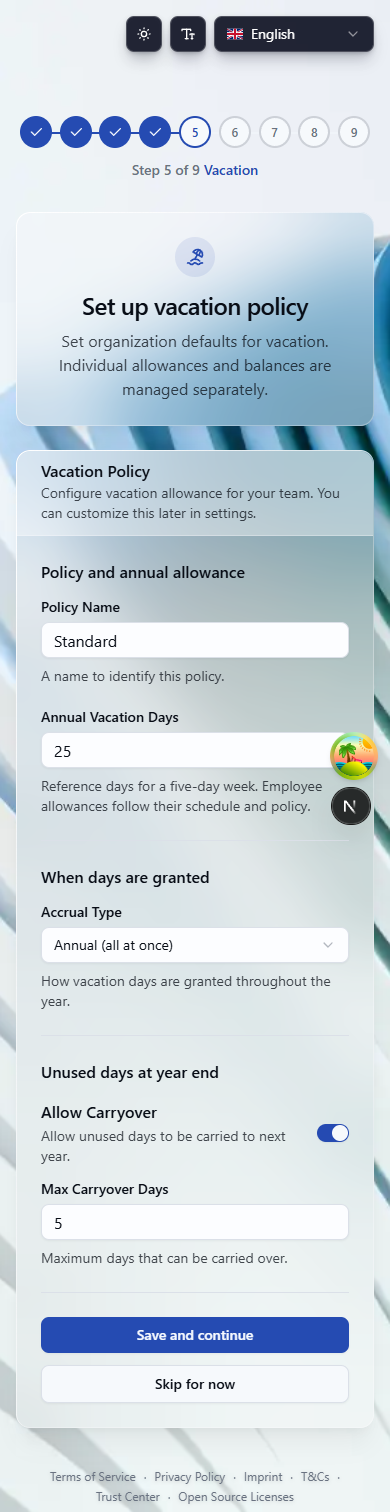 English
5 6 7 8 9
Step 5 of 9 Vacation
Set up vacation policy
Set organization defaults for vacation.
Individual allowances and balances are
managed separately.
Vacation Policy
Configure vacation allowance for your team. You
can customize this later in settings.
Policy and annual allowance
Policy Name
Standard
A name to identify this policy.
Annual Vacation Days
25
Reference days for a five-day week. Employee
allowances follow their schedule and policy.
N
When days are granted
Accrual Type
Annual (all at once)
How vacation days are granted throughout the
year.
Unused days at year end
Allow Carryover
Allow unused days to be carried to next
year.
Max Carryover Days
5
Maximum days that can be carried over.
Save and continue
Skip for now
Terms of Service · Privacy Policy · Imprint · T&Cs ·
Trust Center · Open Source Licenses